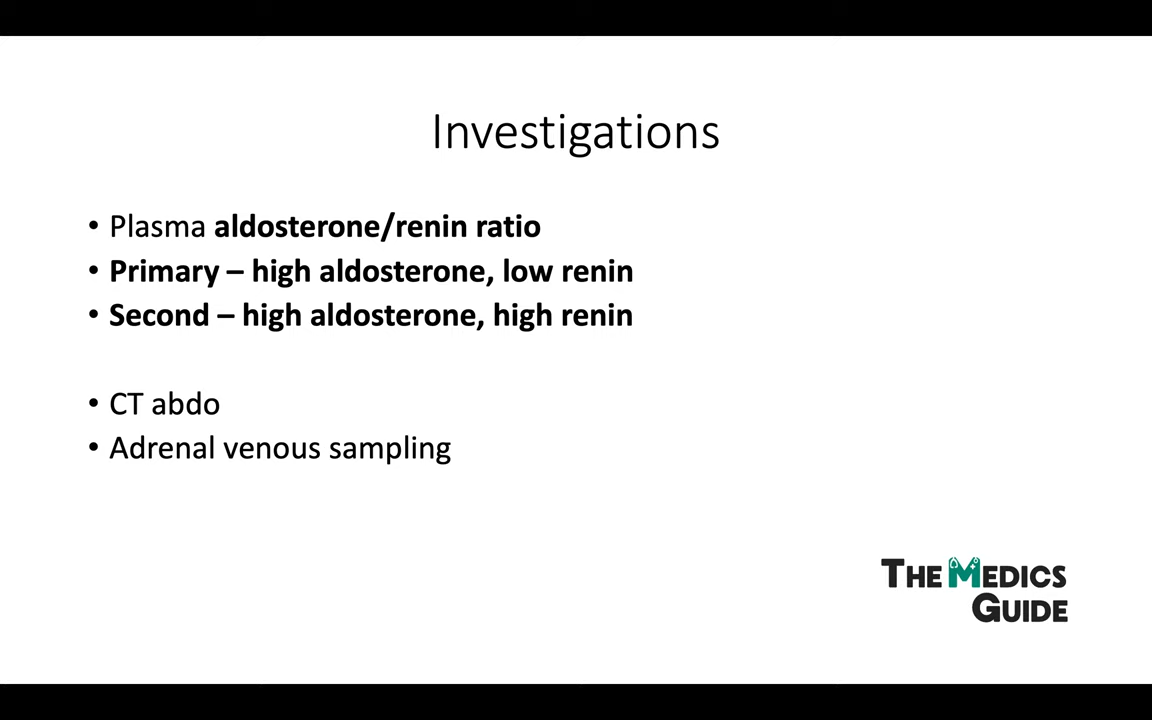 Investigations
• Plasma aldosterone/renin ratio
• Primary – high aldosterone, low renin
• Second – high aldosterone, high renin
• CT abdo
• Adrenal venous sampling
THE MEDICS
GUIDE